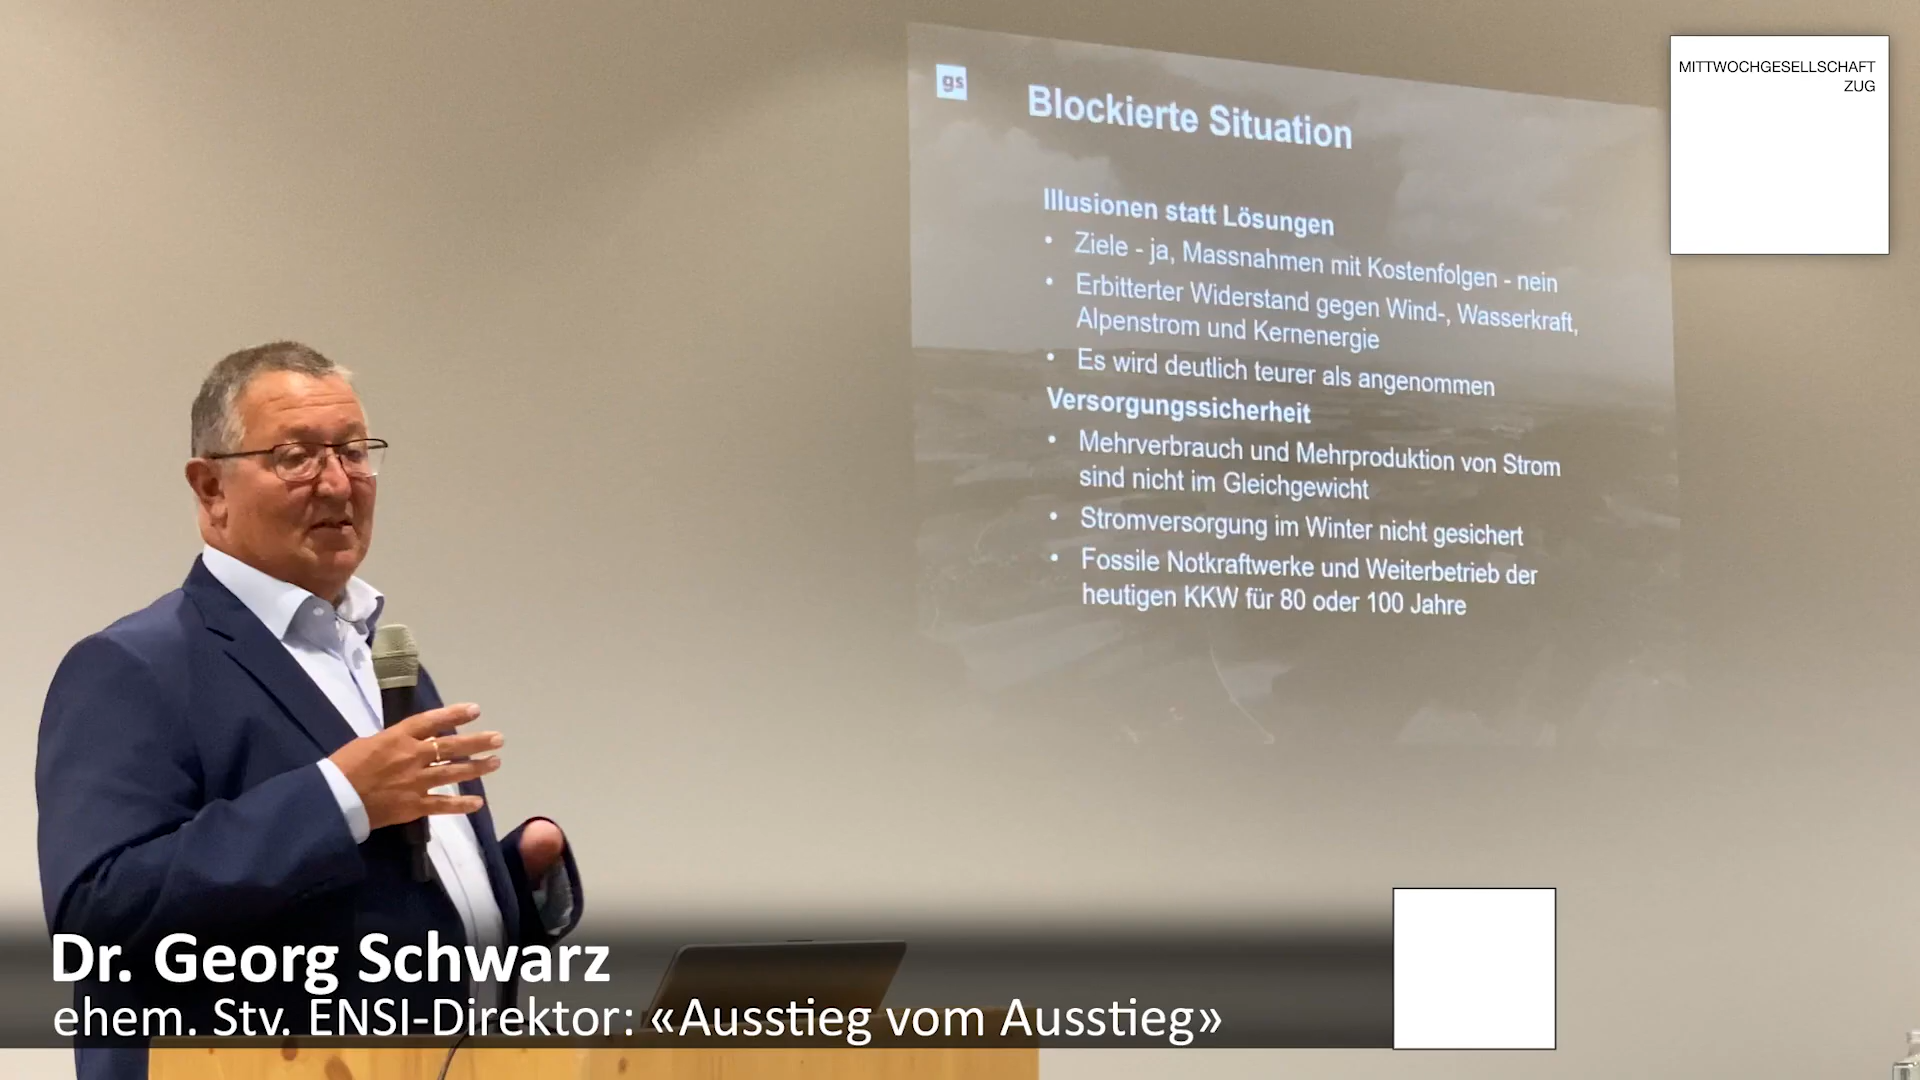 MITTWOCHGESELLSCHAFT
ZUG
gs
Blockierte Situation
Illusionen statt Lösungen
• Ziele - ja, Massnahmen mit Kostenfolgen - nein
• Erbitterter Widerstand gegen Wind-, Wasserkraft,
Alpenstrom und Kernenergie
• Es wird deutlich teurer als angenommen
Versorgungssicherheit
• Mehrverbrauch und Mehrproduktion von Strom
sind nicht im Gleichgewicht
• Stromversorgung im Winter nicht gesichert
• Fossile Notkraftwerke und Weiterbetrieb der
heutigen KKW für 80 oder 100 Jahre
Dr. Georg Schwarz
ehem. Stv. ENSI-Direktor: «Ausstieg vom Ausstieg»